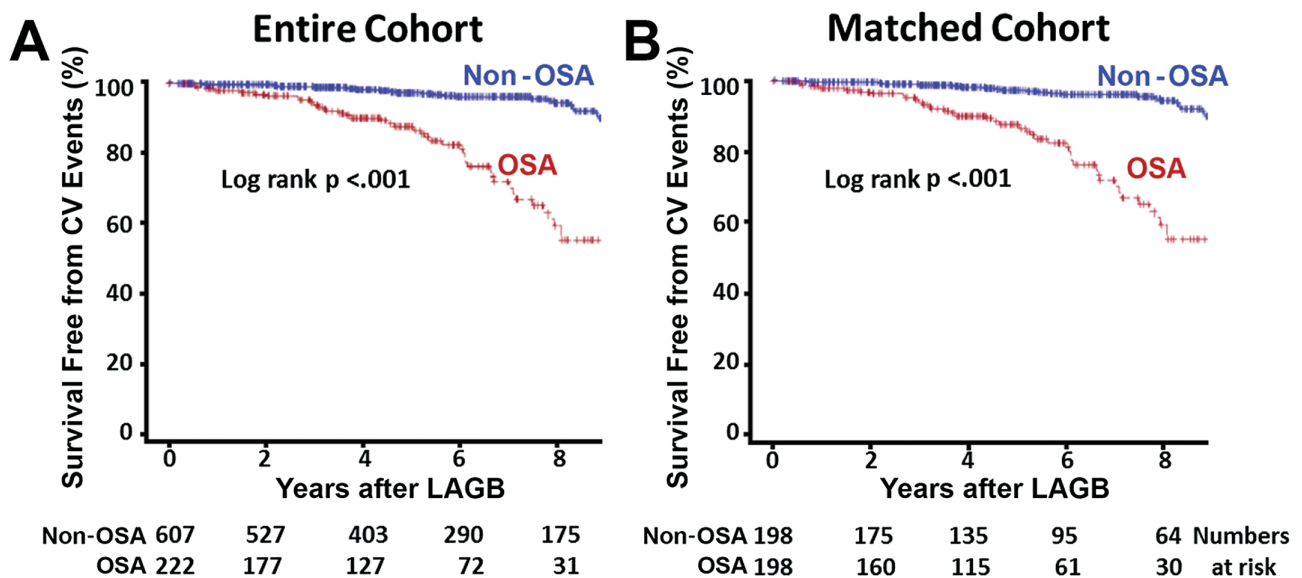 A
Entire Cohort
Survival Free from CV Events (%)
100
80
60
40
20
0
Non-OSA
OSA
Log rank p <.001
0 2 4 6 8
Years after LAGB
Non-OSA 607 527 403 290 175
OSA 222 177 127 72 31
B
Matched Cohort
Survival Free from CV Events (%)
100
80
60
40
20
0
Non-OSA
OSA
Log rank p <.001
0 2 4 6 8
Years after LAGB
Non-OSA 198 175 135 95 64 Numbers
OSA 198 160 115 61 30 at risk